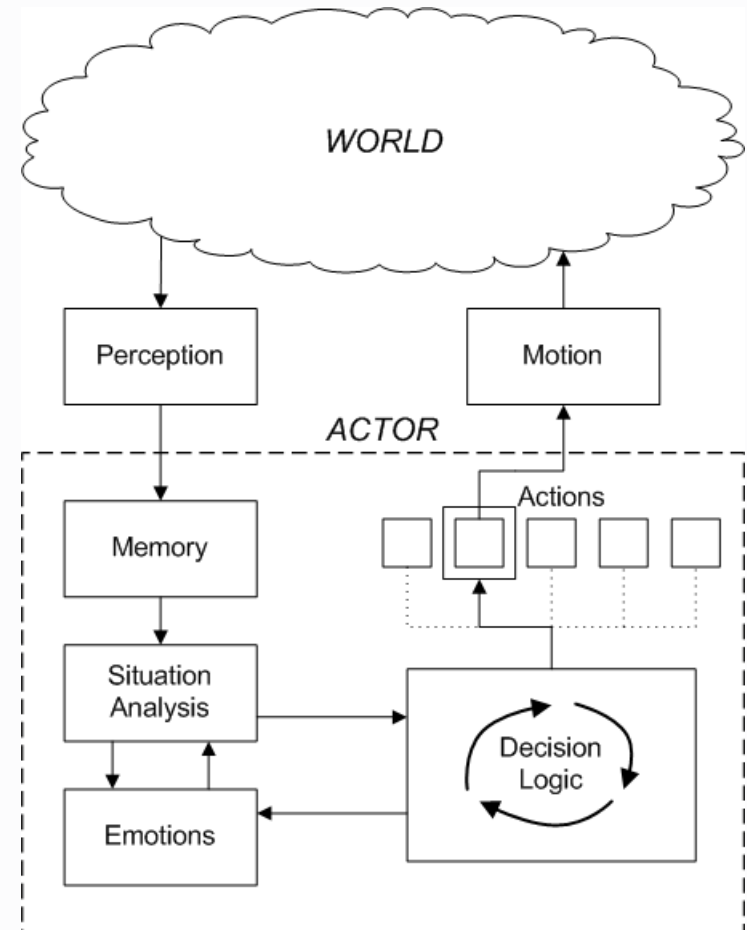 WORLD
Perception
Motion
ACTOR
Actions
Memory
Situation
Analysis
Decision
Logic
Emotions